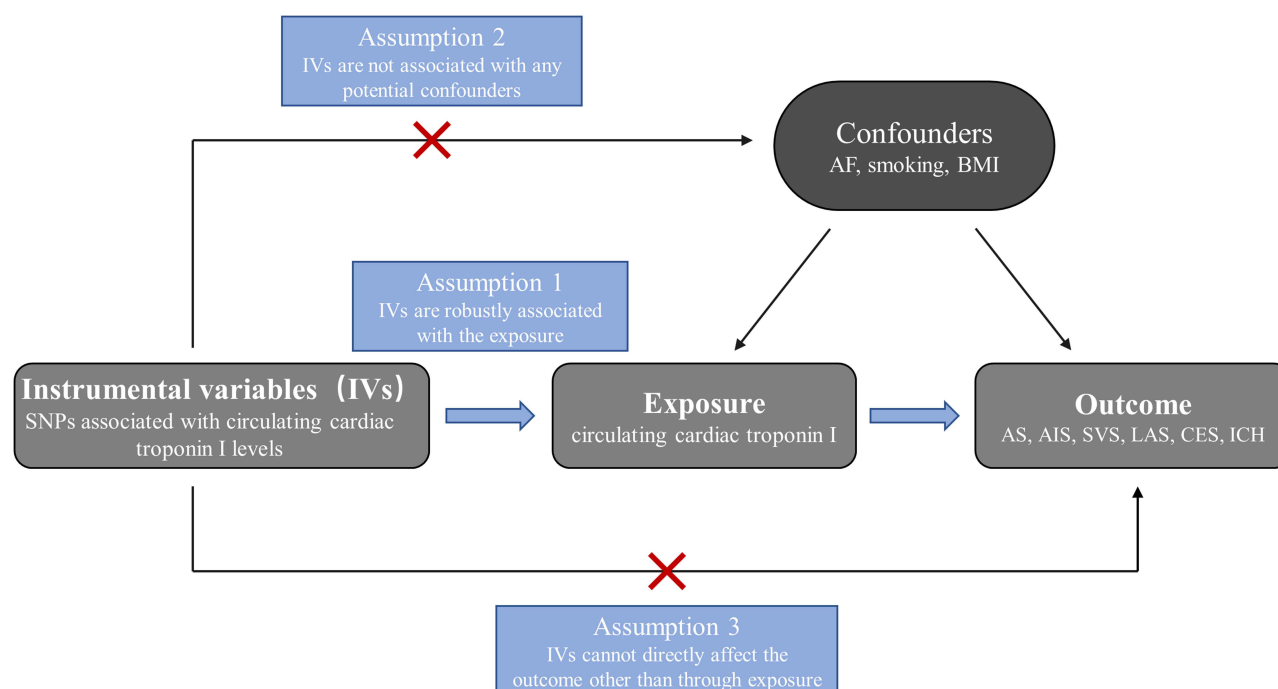 Assumption 2
IVs are not associated with any
potential confounders
Confounders
AF, smoking, BMI
Assumption 1
IVs are robustly associated
with the exposure
Instrumental variables（IVs）
SNPs associated with circulating cardiac
troponin I levels
Exposure
circulating cardiac troponin I
Outcome
AS, AIS, SVS, LAS, CES, ICH
Assumption 3
IVs cannot directly affect the
outcome other than through exposure